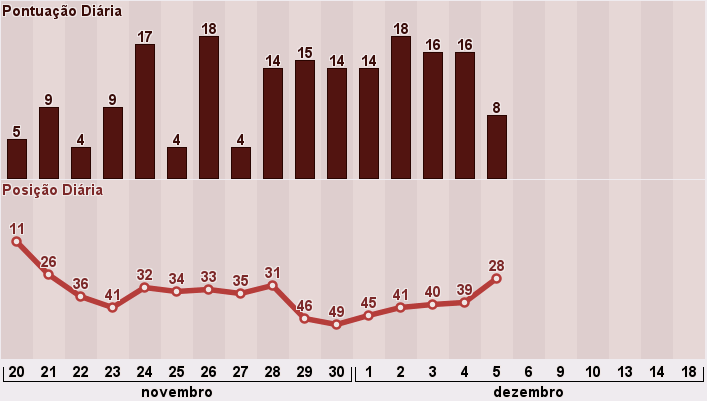 Pontuação Diária
5 9 4 9 17 4 18 4 14 15 14 14 18 16 16 8
Posição Diária
11 26 36 41 32 34 33 35 31 46 49 45 41 40 39 28
20 21 22 23 24 25 26 27 28 29 30 1 2 3 4 5 6 9 10 13 14 18
novembro dezembro